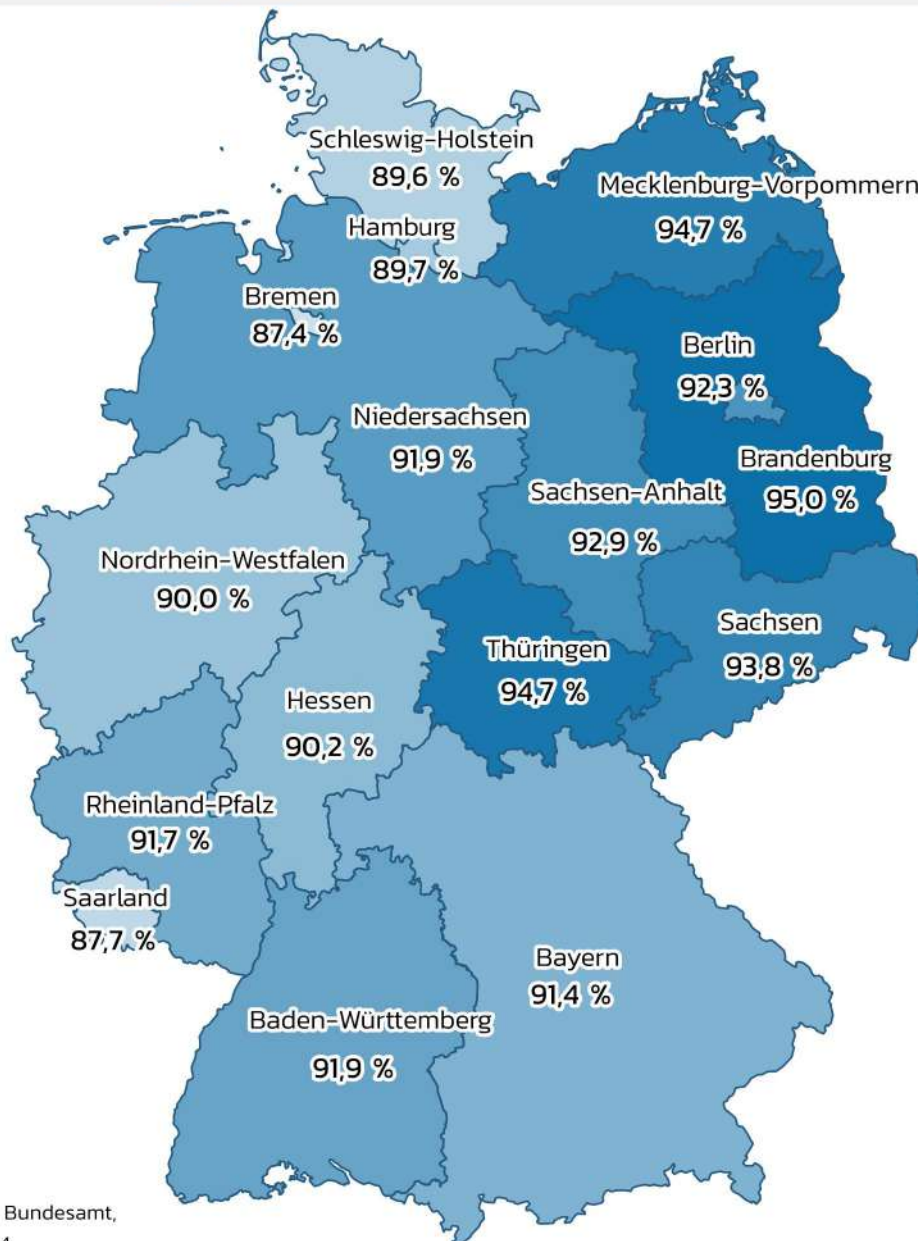 Schleswig-Holstein
89,6 %
Mecklenburg-Vorpommern
94,7 %
Hamburg
89,7 %
Bremen
87,4 %
Berlin
92,3 %
Niedersachsen
91,9 %
Brandenburg
95,0 %
Sachsen-Anhalt
92,9 %
Nordrhein-Westfalen
90,0 %
Sachsen
93,8 %
Thüringen
94,7 %
Hessen
90,2 %
Rheinland-Pfalz
91,7 %
Saarland
87,7 %
Bayern
91,4 %
Baden-Württemberg
91,9 %
Bundesamt,